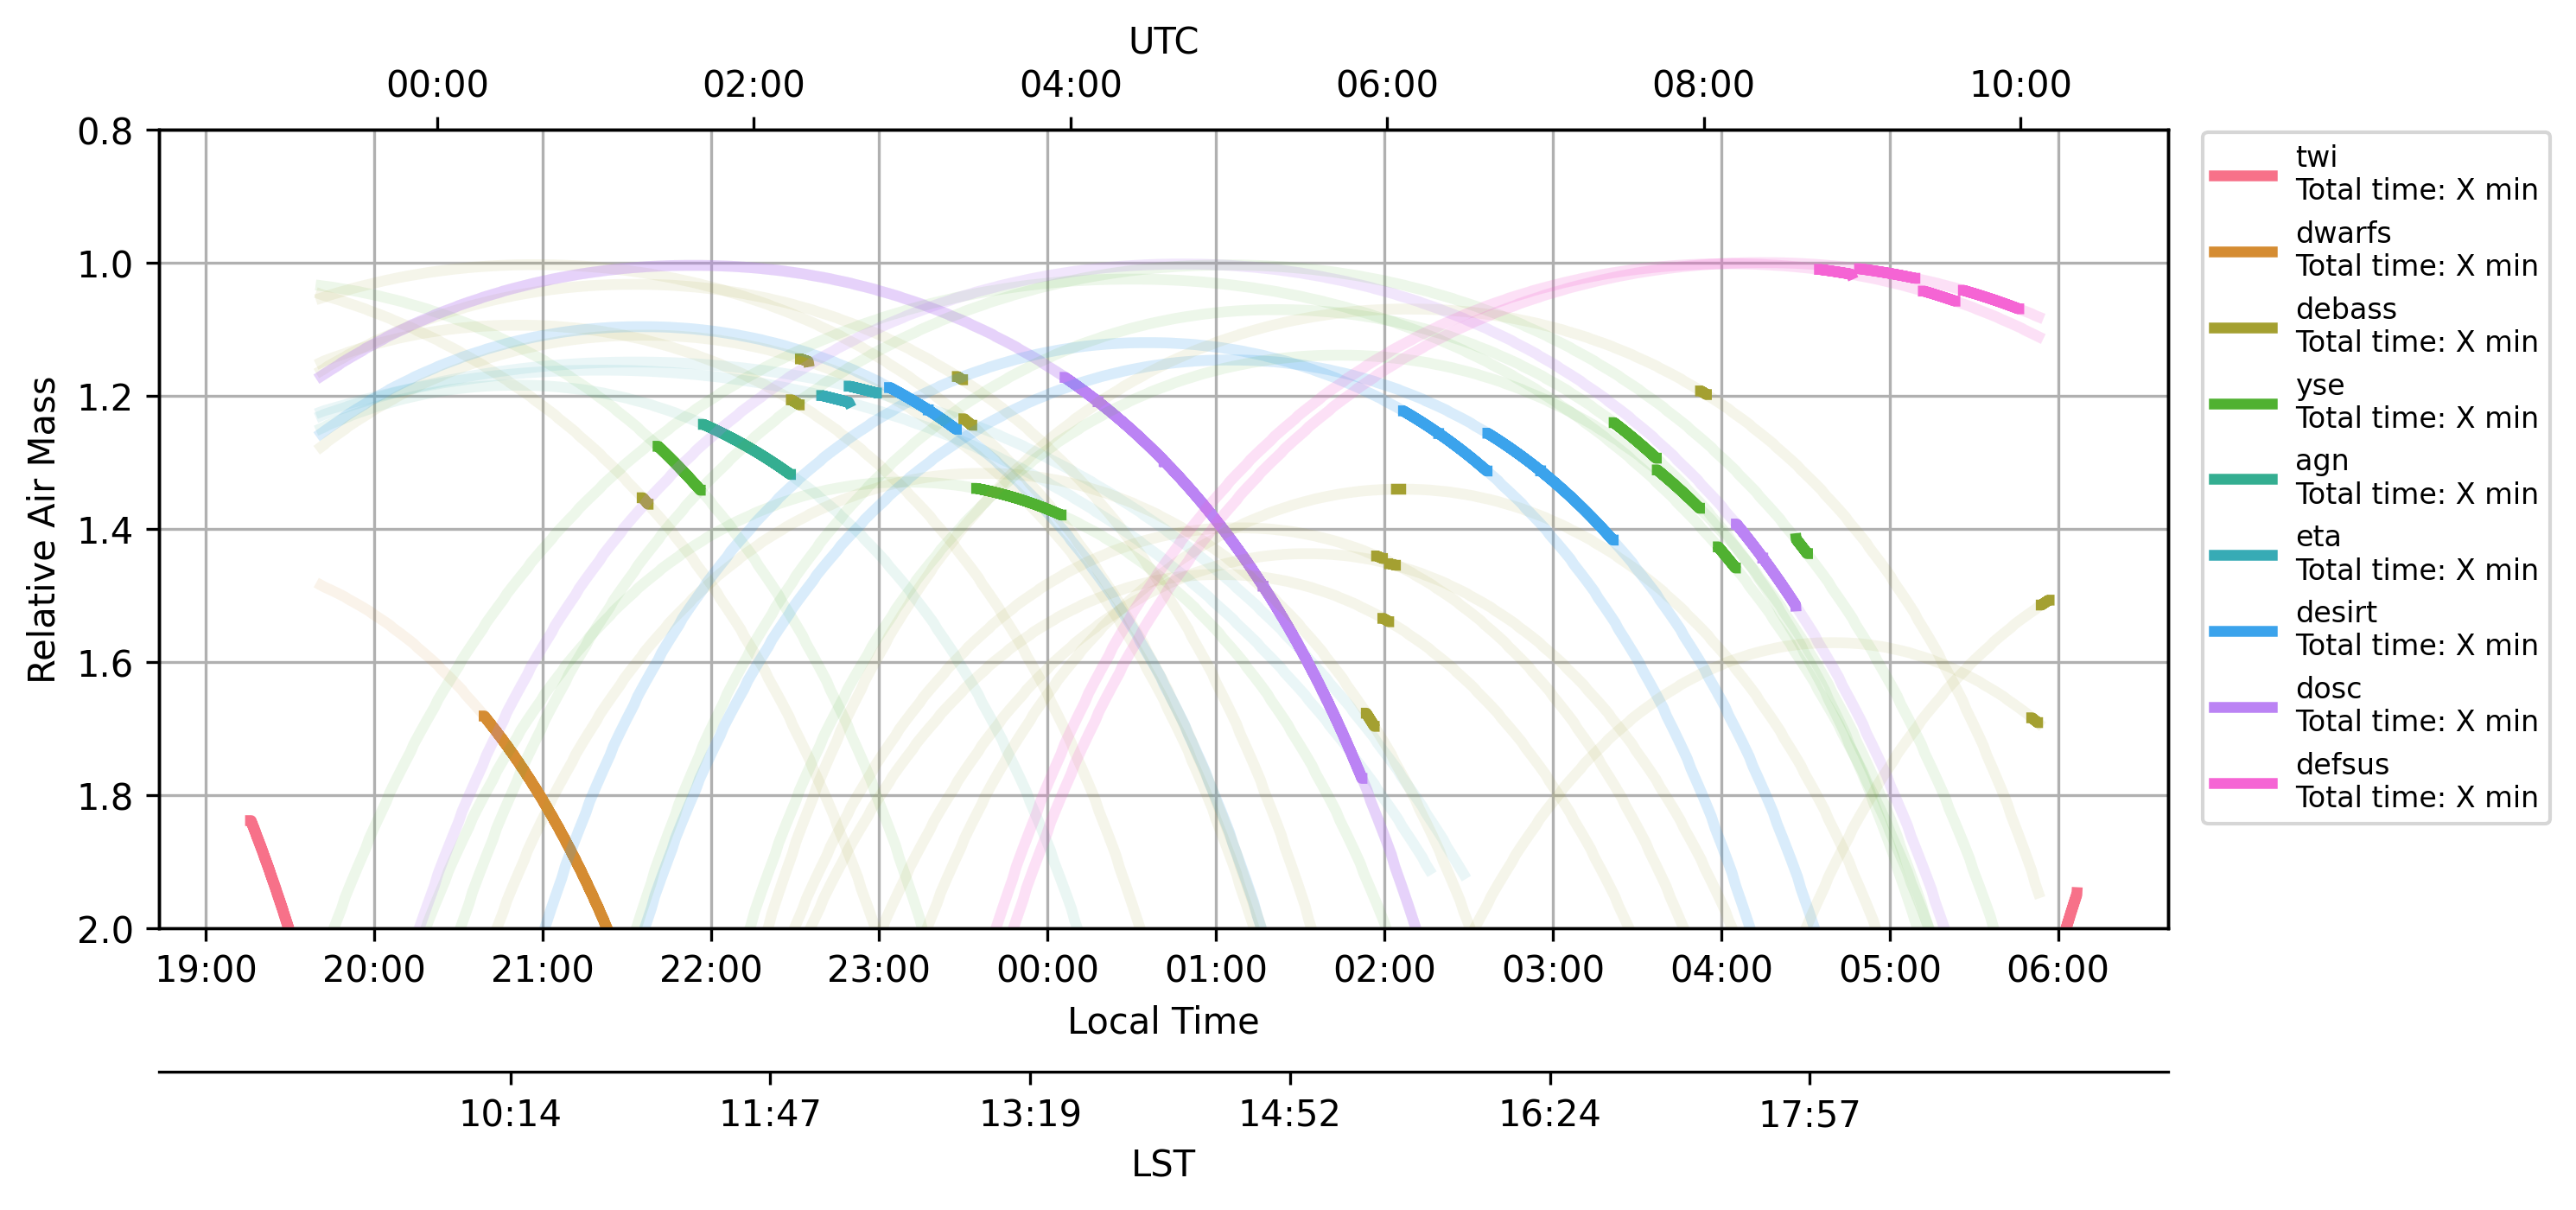 UTC
00:00 02:00 04:00 06:00 08:00 10:00
0.8
1.0
1.2
1.4
1.6
1.8
2.0
Relative Air Mass
19:00 20:00 21:00 22:00 23:00 00:00 01:00 02:00 03:00 04:00 05:00 06:00
Local Time
10:14 11:47 13:19 14:52 16:24 17:57
LST
twi
Total time: X min
dwarfs
Total time: X min
debass
Total time: X min
yse
Total time: X min
agn
Total time: X min
eta
Total time: X min
desirt
Total time: X min
dosc
Total time: X min
defsus
Total time: X min